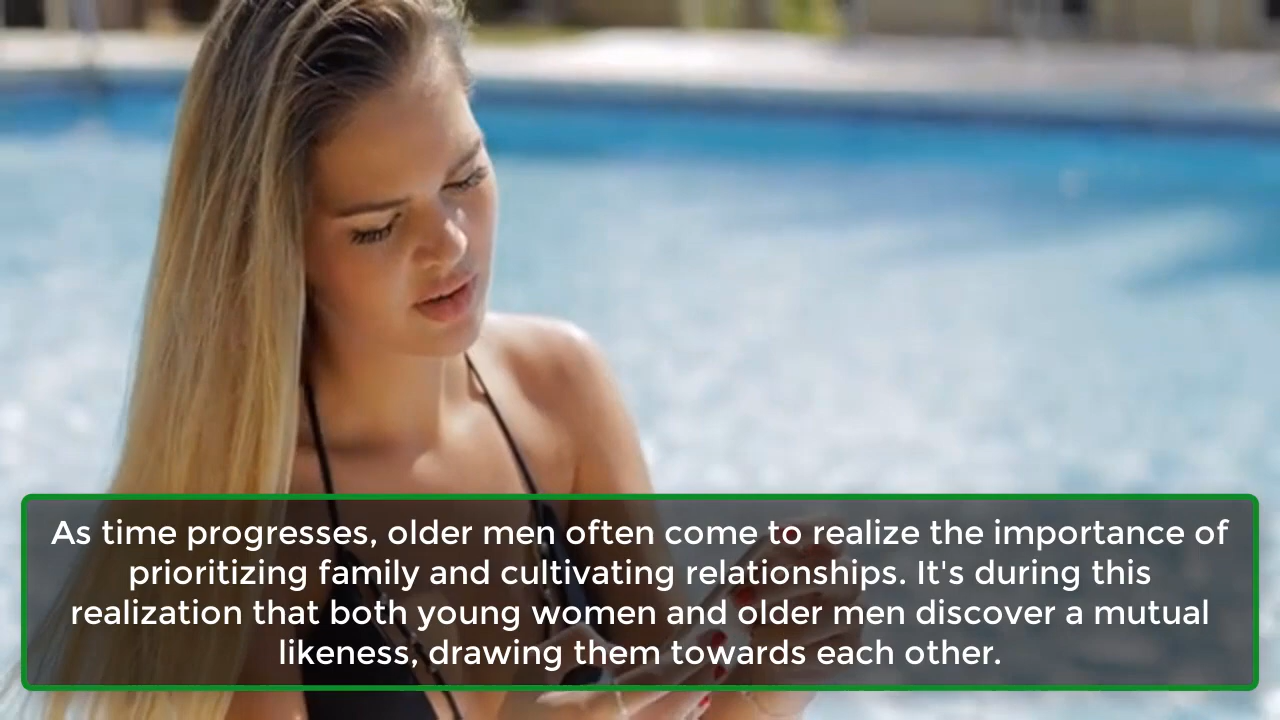 As time progresses, older men often come to realize the importance of
prioritizing family and cultivating relationships. It's during this
realization that both young women and older men discover a mutual
likeness, drawing them towards each other.